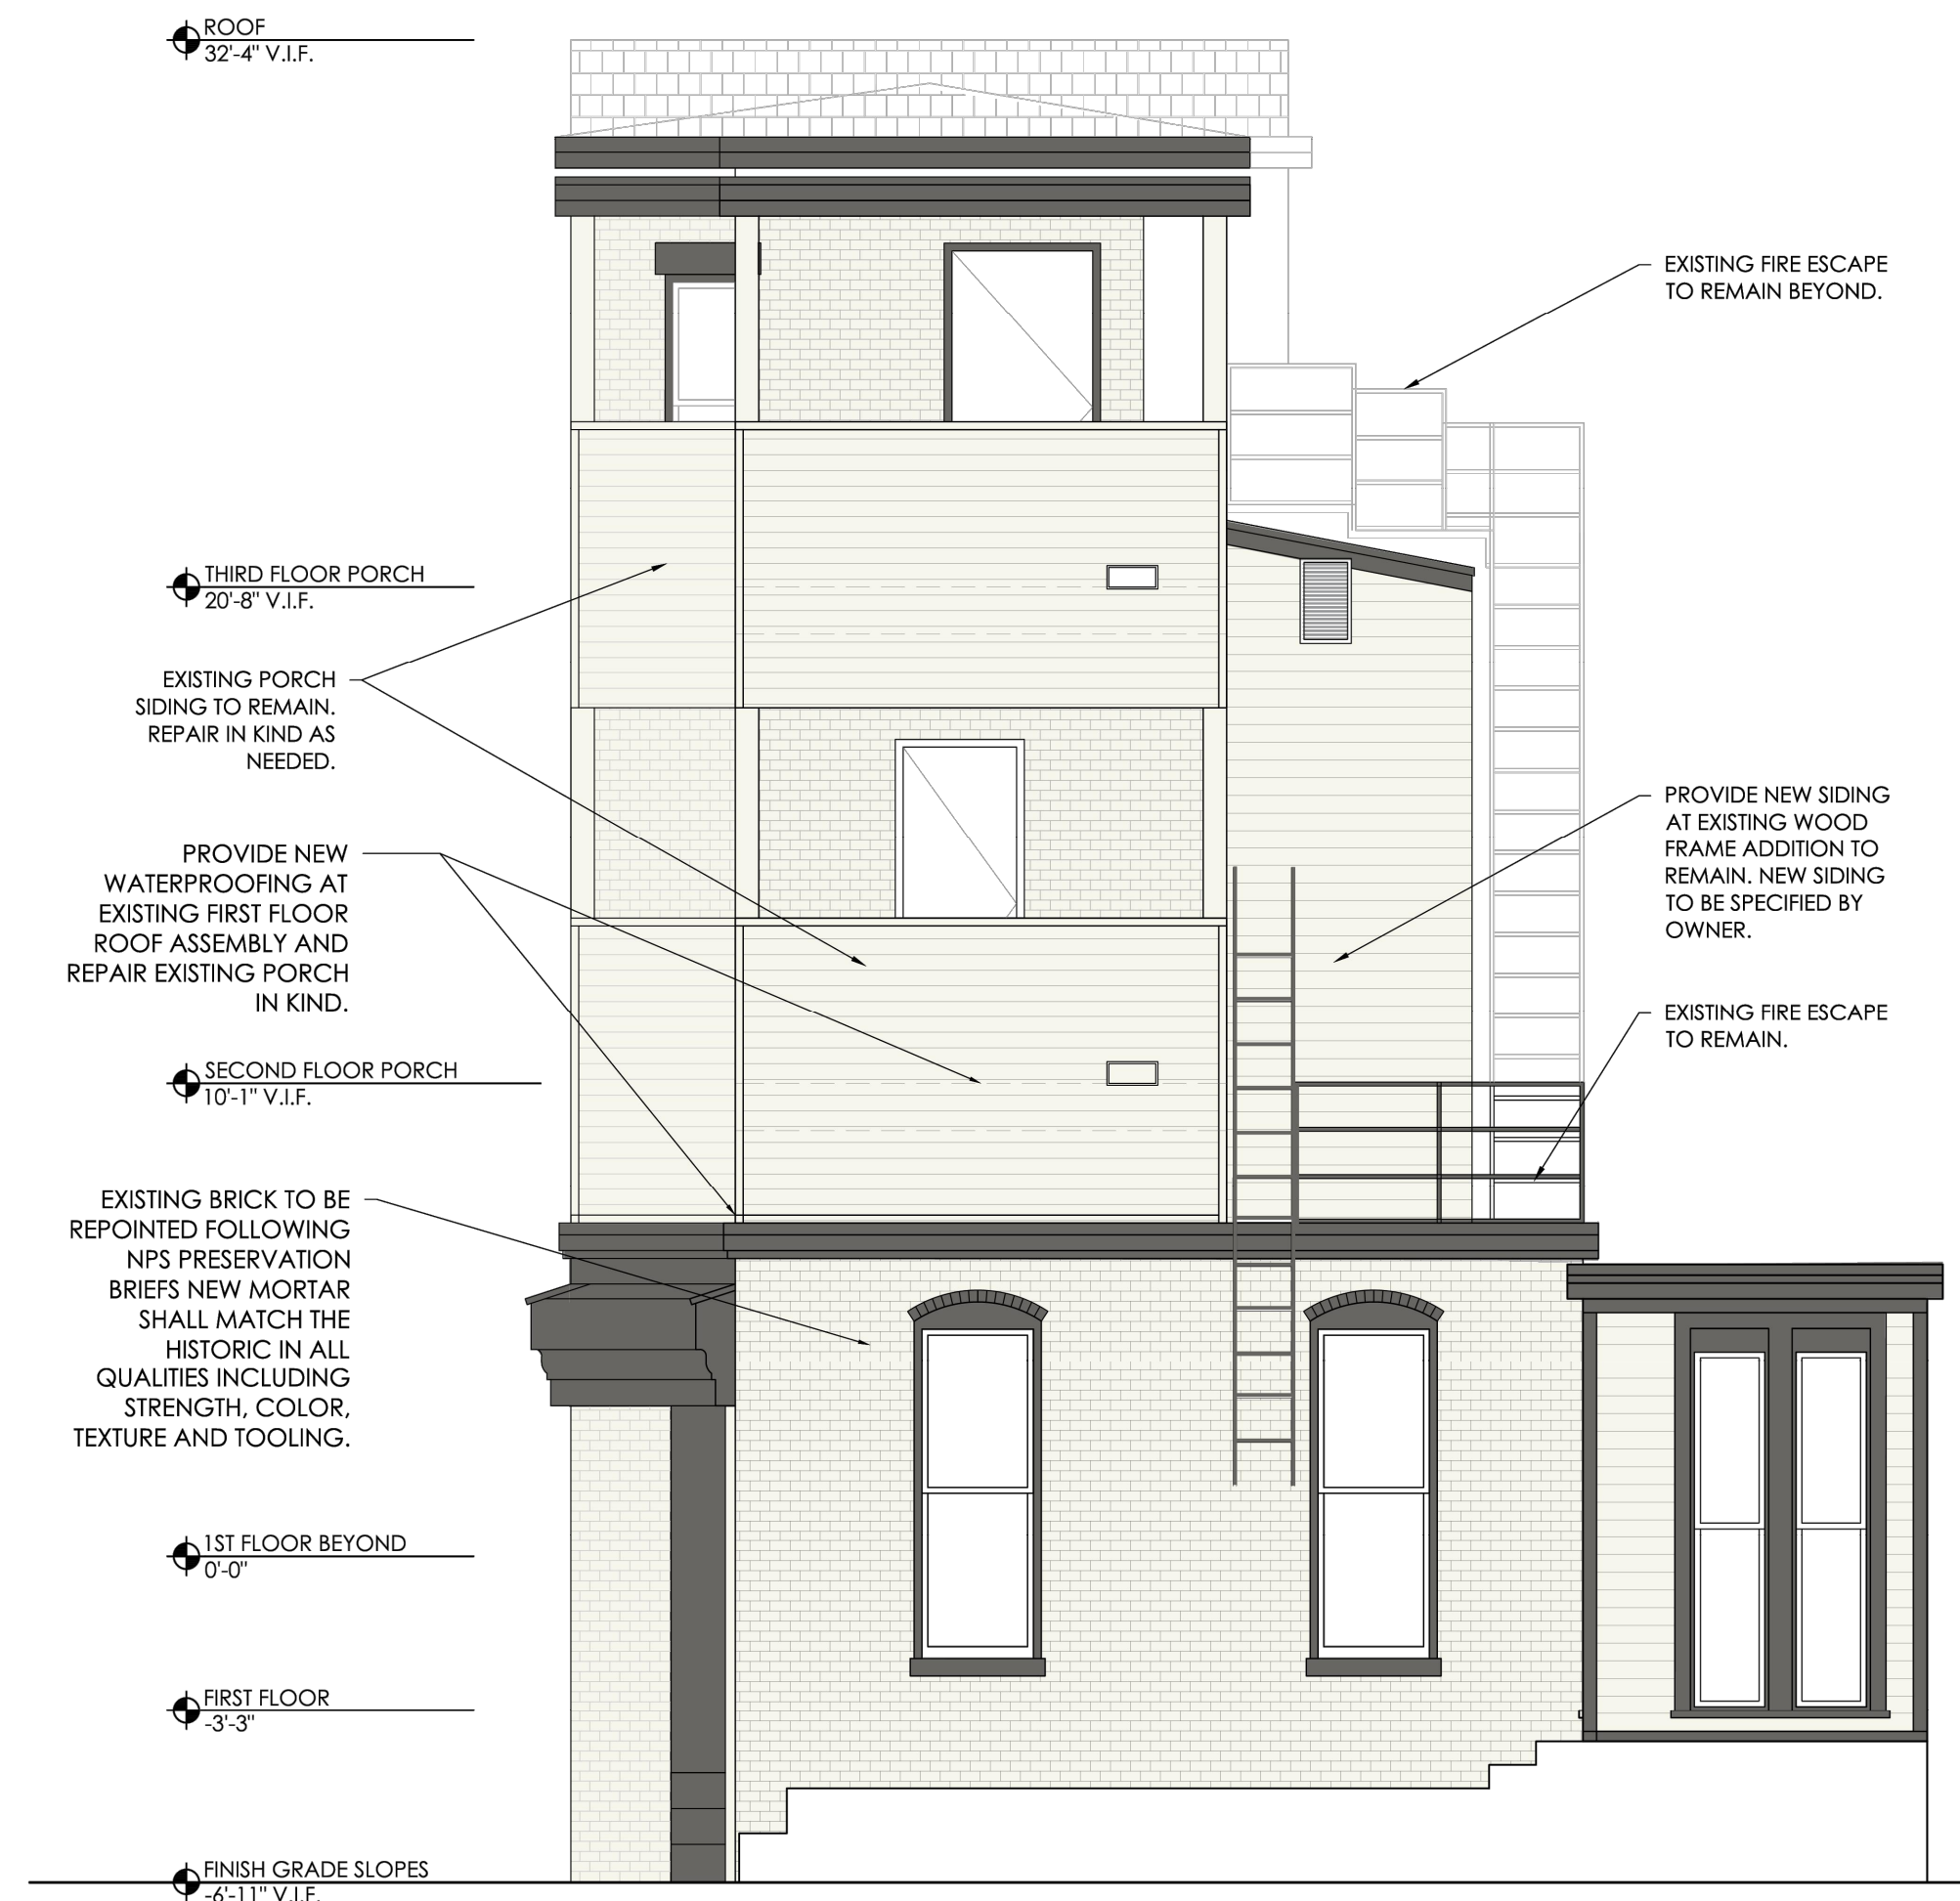 ROOF
32'-4" V.I.F.
EXISTING FIRE ESCAPE
TO REMAIN BEYOND.
THIRD FLOOR PORCH
20'-8" V.I.F.
EXISTING PORCH
SIDING TO REMAIN.
REPAIR IN KIND AS
NEEDED.
PROVIDE NEW SIDING
AT EXISTING WOOD
FRAME ADDITION TO
REMAIN. NEW SIDING
TO BE SPECIFIED BY
OWNER.
PROVIDE NEW
WATERPROOFING AT
EXISTING FIRST FLOOR
ROOF ASSEMBLY AND
REPAIR EXISTING PORCH
IN KIND.
EXISTING FIRE ESCAPE
TO REMAIN.
SECOND FLOOR PORCH
10'-1" V.I.F.
EXISTING BRICK TO BE
REPOINTED FOLLOWING
NPS PRESERVATION
BRIEFS NEW MORTAR
SHALL MATCH THE
HISTORIC IN ALL
QUALITIES INCLUDING
STRENGTH, COLOR,
TEXTURE AND TOOLING.
1ST FLOOR BEYOND
0'-0"
FIRST FLOOR
-3'-3"
FINISH GRADE SLOPES
-6'-11" V.I.F.